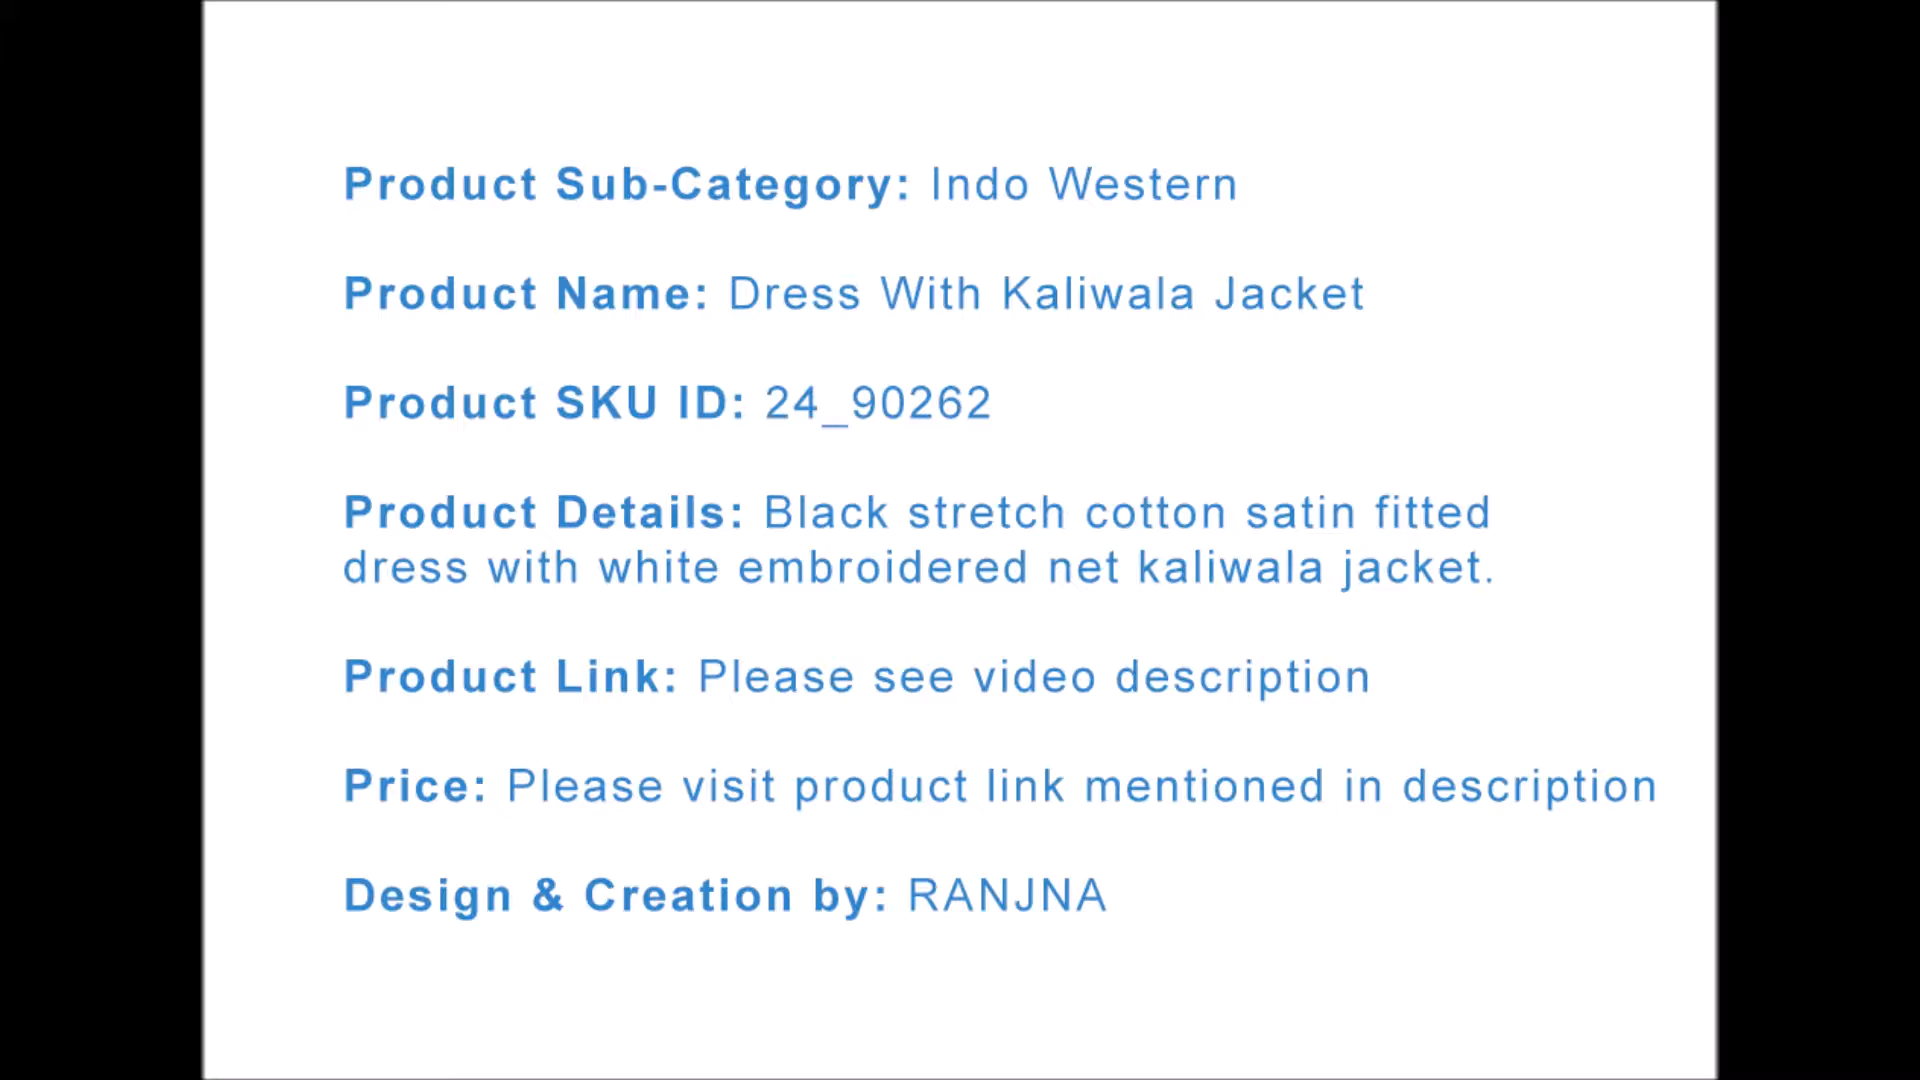 Product Sub-Category: Indo Western
Product Name: Dress With Kaliwala Jacket
Product SKU ID: 24_90262
Product Details: Black stretch cotton satin fitted
dress with white embroidered net kaliwala jacket.
Product Link: Please see video description
Price: Please visit product link mentioned in description
Design & Creation by: RANJNA